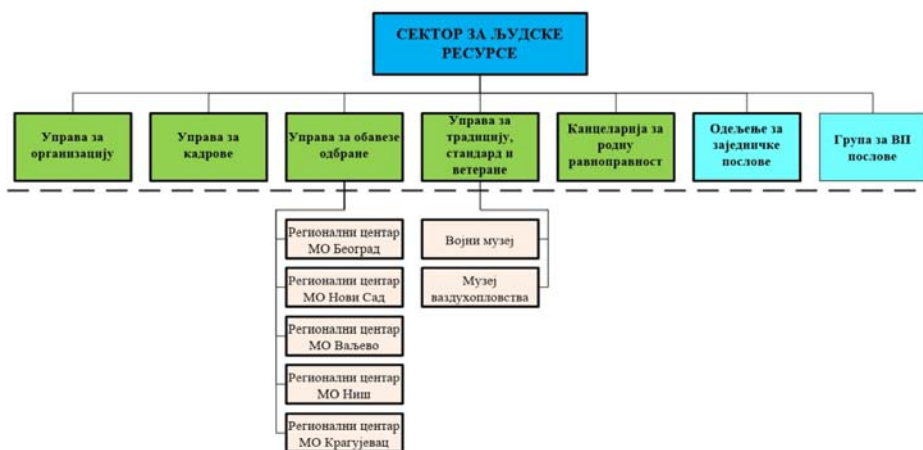 СЕКТОР ЗА ЉУДСКЕ
РЕСУРСЕ
Управа за
организацију
Управа за
кадрове
Управа за обавезе
одбране
Управа за
традицију,
стандард и
ветеране
Канцеларија за
родну
равноправност
Одељење за
заједничке
послове
Група за ВП
послове
Регионални центар
МО Београд
Регионални центар
МО Нови Сад
Регионални центар
МО Ваљево
Регионални центар
МО Ниш
Регионални центар
МО Крагујевац
Војни музеј
Музеј
ваздухопловства